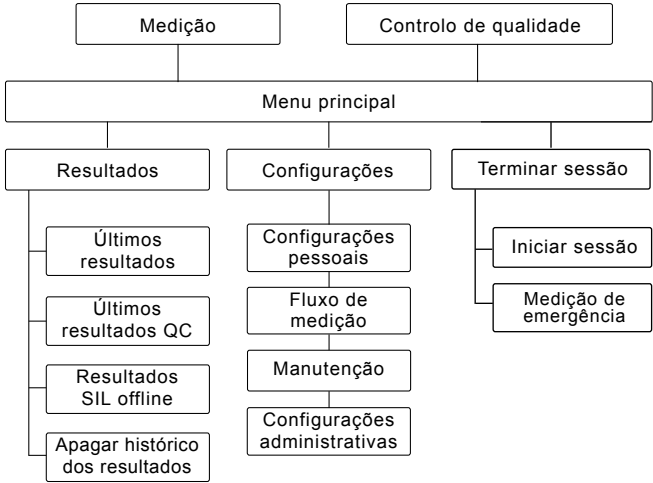 Medição
Controlo de qualidade
Menu principal
Resultados
Configurações
Terminar sessão
Últimos
resultados
Últimos
resultados QC
Resultados
SIL offline
Apagar histórico
dos resultados
Configurações
pessoais
Fluxo de
medição
Manutenção
Configurações
administrativas
Iniciar sessão
Medição de
emergência